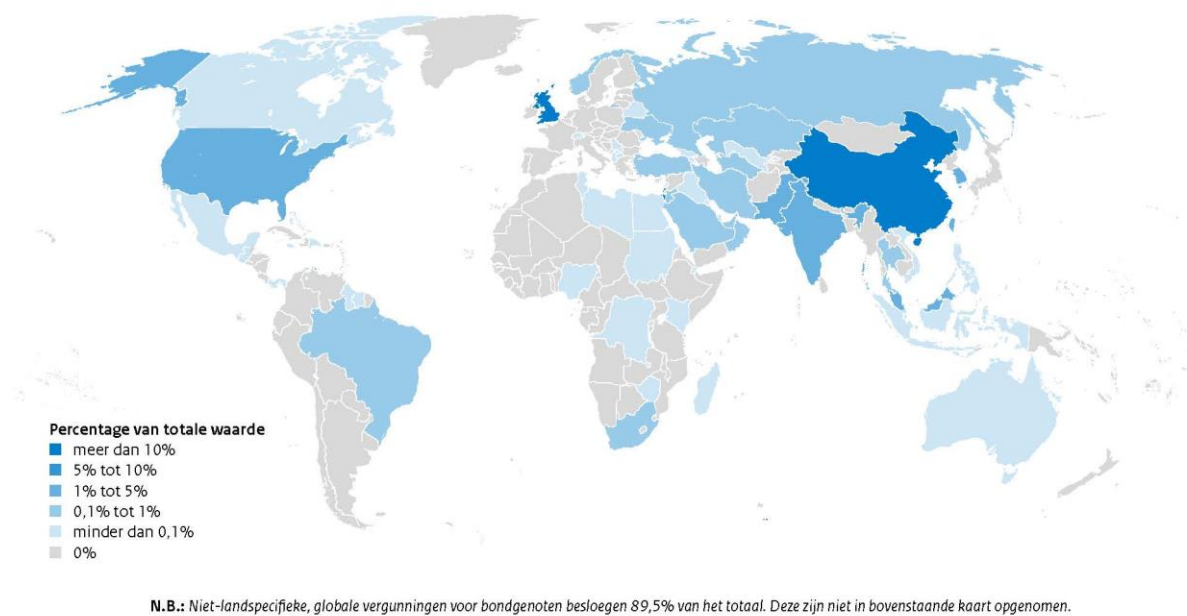 Percentage van totale waarde
meer dan 10%
5% tot 10%
1% tot 5%
0,1% tot 1%
minder dan 0,1%
0%
N.B.: Niet-landspecifieke, globale vergunningen voor bondgenoten besloegen 89,5% van het totaal. Deze zijn niet in bovenstaande kaart opgenomen.